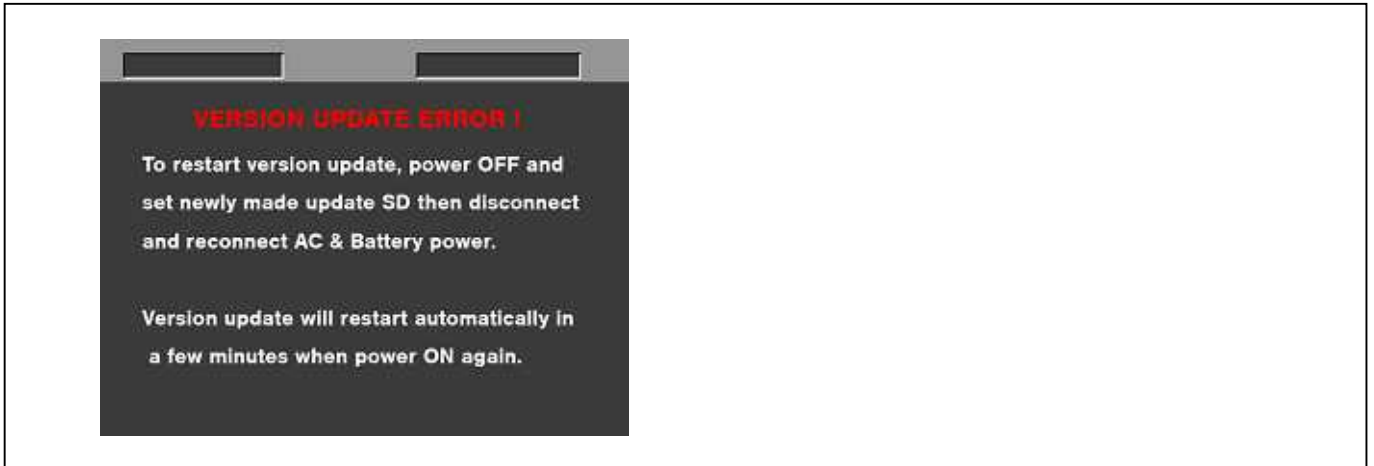 VERSION UPDATE ERROR !
To restart version update, power OFF and
set newly made update SD then disconnect
and reconnect AC & Battery power.
Version update will restart automatically in
a few minutes when power ON again.